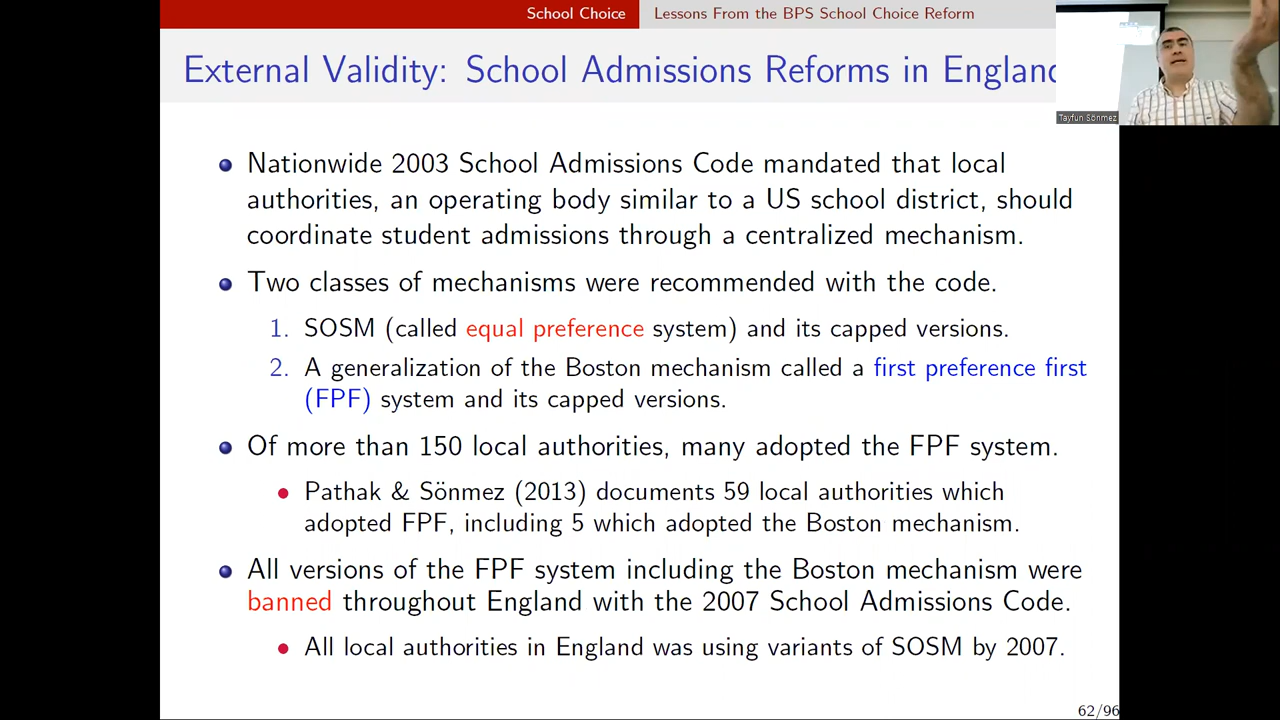 School Choice Lessons From the BPS School Choice Reform
External Validity: School Admissions Reforms in England
Tayfun Sönmez
Nationwide 2003 School Admissions Code mandated that local
authorities, an operating body similar to a US school district, should
coordinate student admissions through a centralized mechanism.
Two classes of mechanisms were recommended with the code.
1. SOSM (called equal preference system) and its capped versions.
2. A generalization of the Boston mechanism called a first preference first
(FPF) system and its capped versions.
Of more than 150 local authorities, many adopted the FPF system.
Pathak & Sönmez (2013) documents 59 local authorities which
adopted FPF, including 5 which adopted the Boston mechanism.
All versions of the FPF system including the Boston mechanism were
banned throughout England with the 2007 School Admissions Code.
All local authorities in England was using variants of SOSM by 2007.
62/96